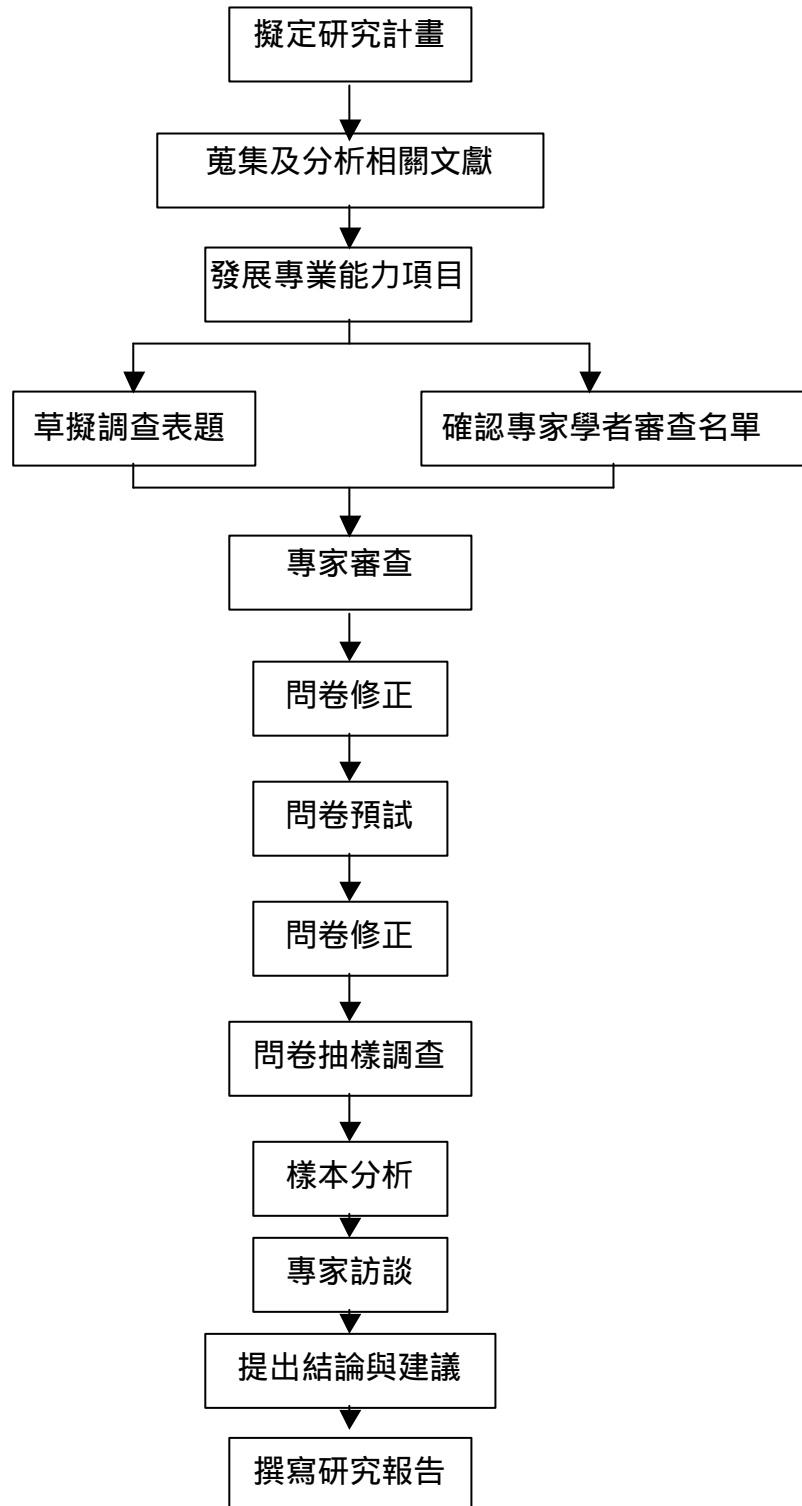 擬定研究計畫
蒐集及分析相關文獻
發展專業能力項目
草擬調查表題
確認專家學者審查名單
專家審查
問卷修正
問卷預試
問卷修正
問卷抽樣調查
樣本分析
專家訪談
提出結論與建議
撰寫研究報告